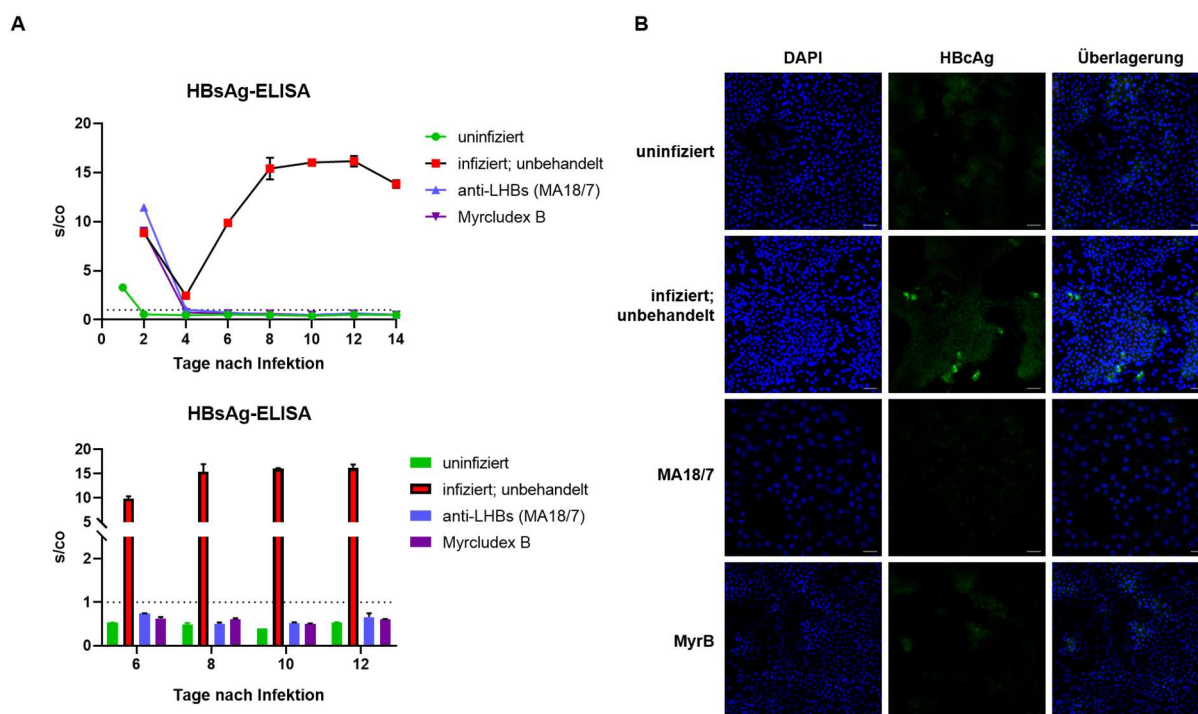 A
HBsAg-ELISA
20
15
10
5
0
s/co
0
2
4
6
8
10
12
14
Tage nach Infektion
uninfiziert
infiziert; unbehandelt
anti-LHBs (MA18/7)
Myrcludex B
HBsAg-ELISA
20
15
10
5
2
1
0
s/co
6
8
10
12
Tage nach Infektion
uninfiziert
infiziert; unbehandelt
anti-LHBs (MA18/7)
Myrcludex B
B
DAPI
HBcAg
Überlagerung
uninfiziert
infiziert;
unbehandelt
MA18/7
MyrB